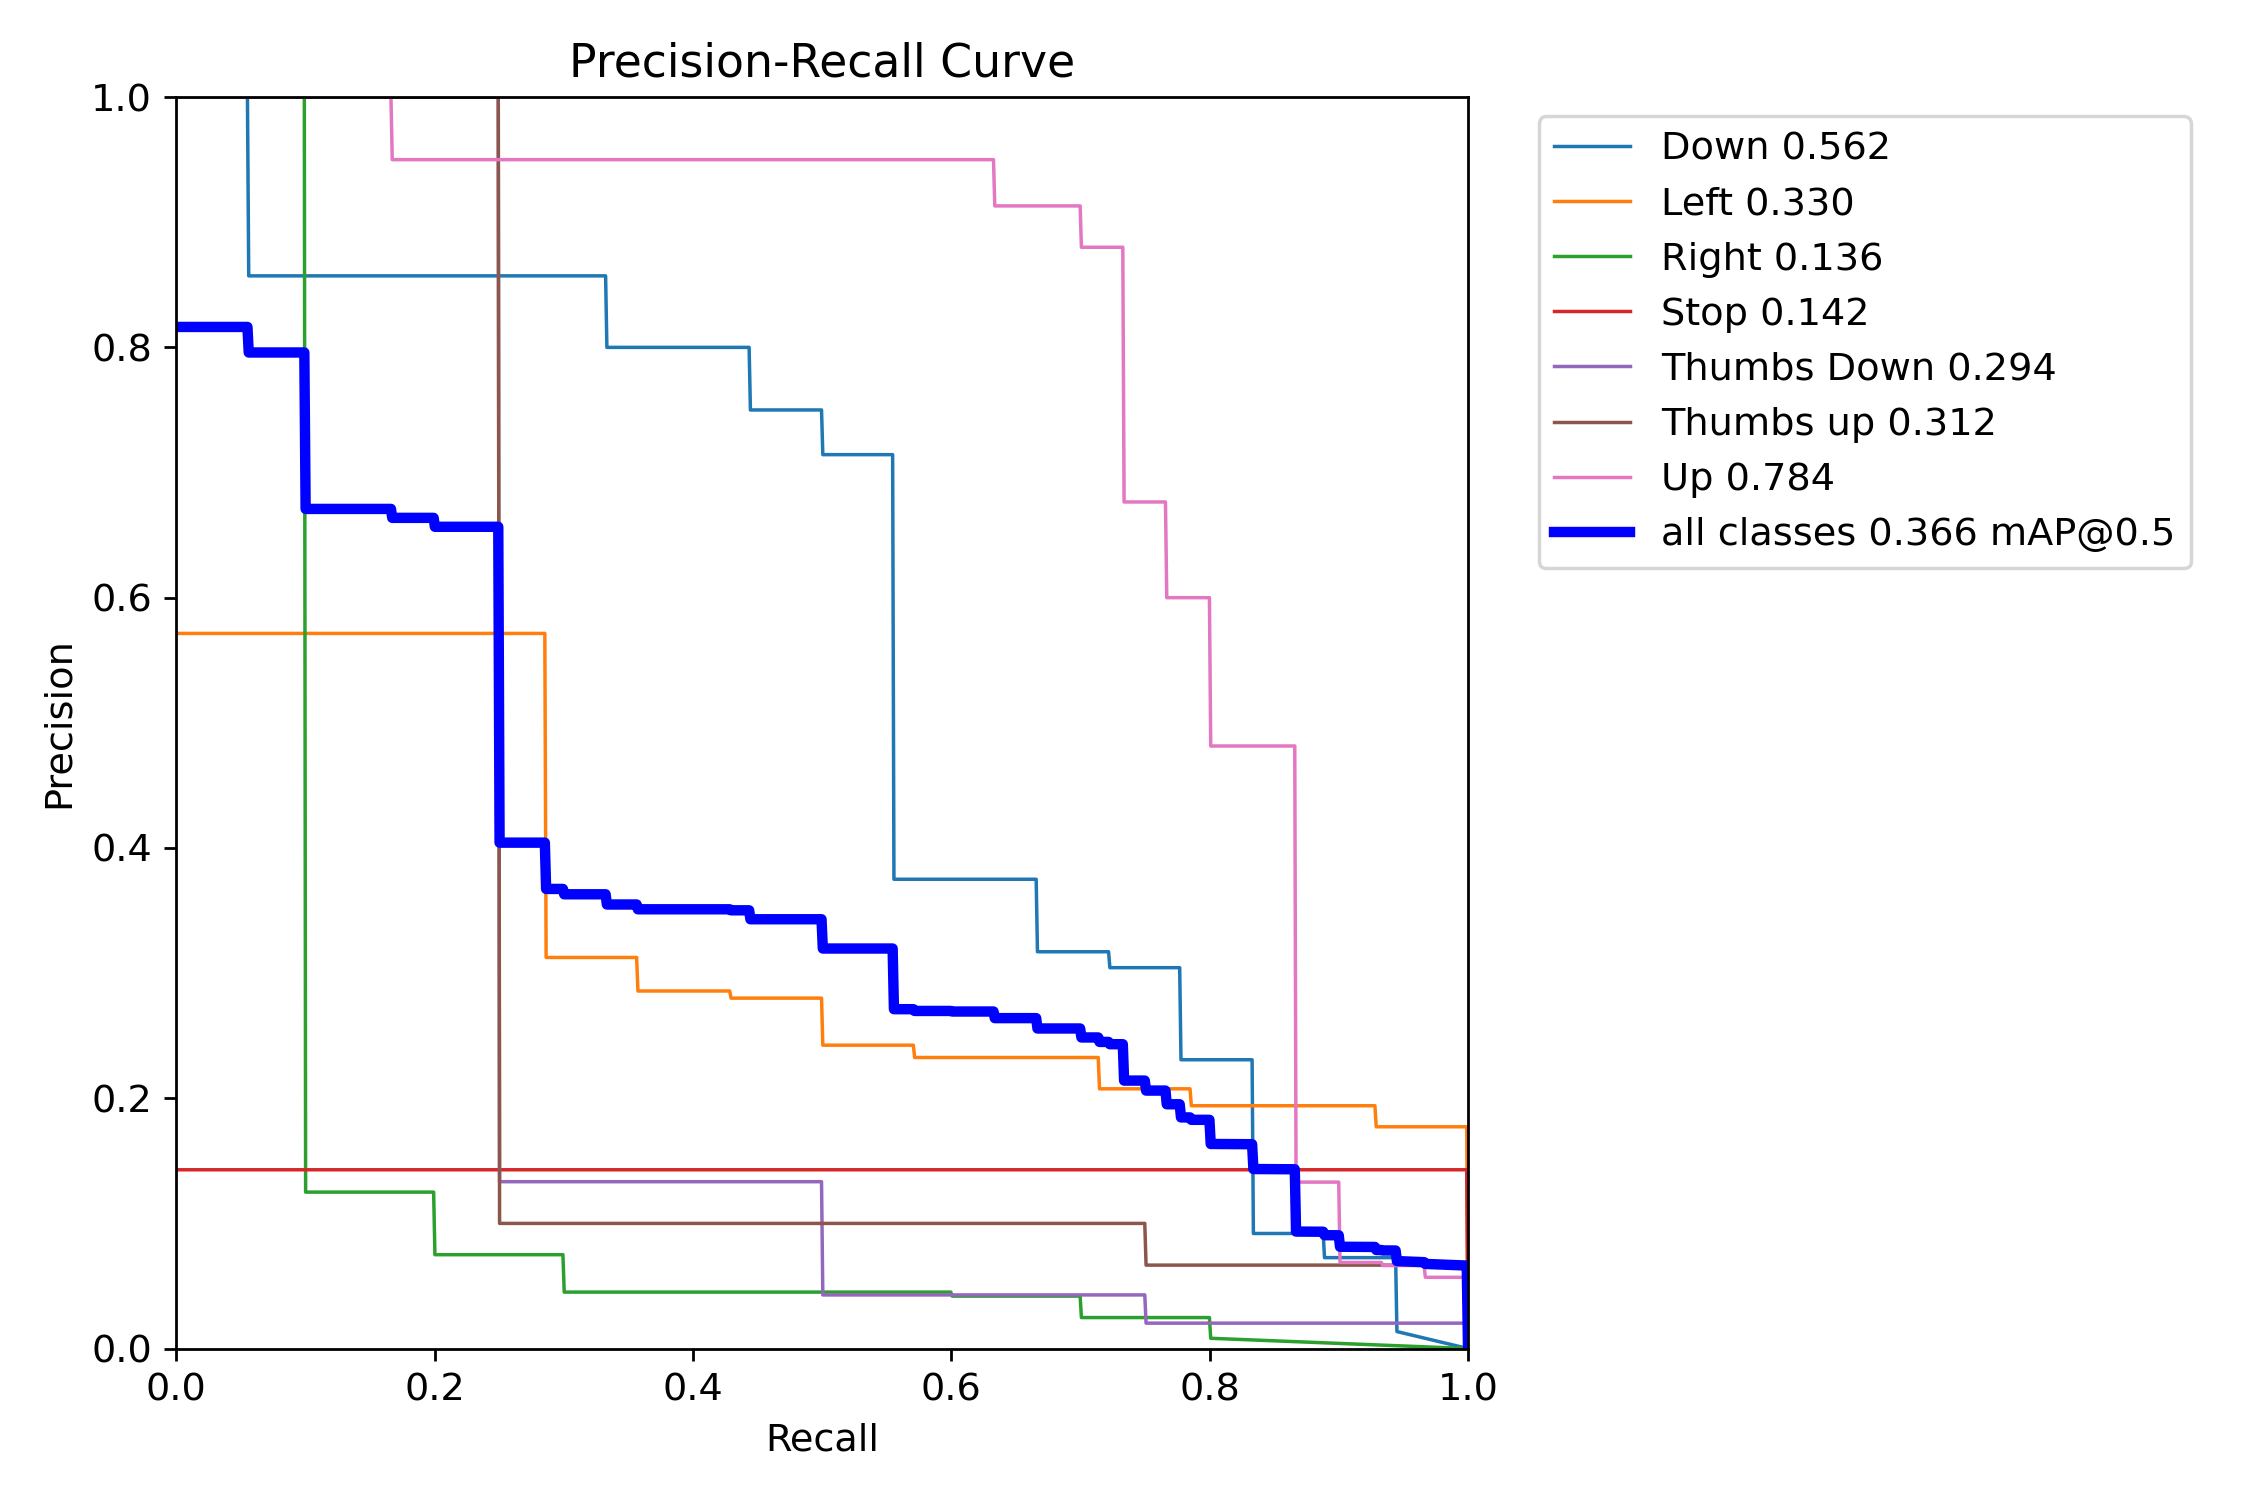 Precision-Recall Curve
1.0
0.8
0.6
0.4
0.2
0.0
Precision
0.0 0.2 0.4 0.6 0.8 1.0
Recall
Down 0.562
Left 0.330
Right 0.136
Stop 0.142
Thumbs Down 0.294
Thumbs up 0.312
Up 0.784
all classes 0.366 mAP@0.5